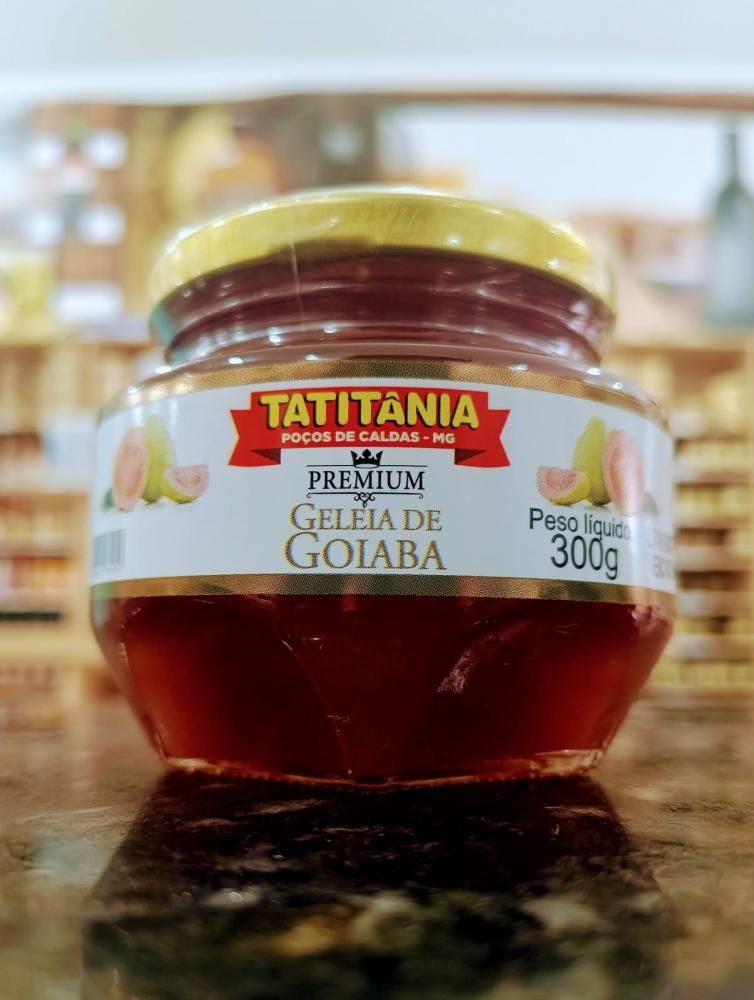 TATITÂNIA
POÇOS DE CALDAS - MG
PREMIUM
GELEIA DE
GOIABA
Peso líquido
300g